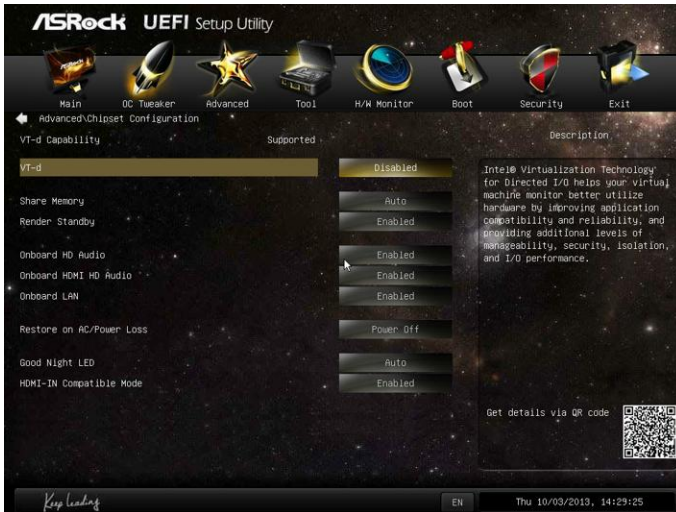 ASRock UEFI Setup Utility
Main OC Tweaker Advanced Tool H/W Monitor Boot Security Exit
Advanced\Chipset Configuration
Description
VT-d Capability Supported
VT-d Disabled
Intel® Virtualization Technology
for Directed I/O helps your virtual
machine monitor better utilize
hardware by improving application
compatibility and reliability, and
providing additional levels of
manageability, security, isolation,
and I/O performance.
Share Memory Auto
Render Standby Enabled
Onboard HD Audio Enabled
Onboard HDMI HD Audio Enabled
Onboard LAN Enabled
Restore on AC/Power Loss Power Off
Good Night LED Auto
HDMI-IN Compatible Mode Enabled
Get details via QR code
Keep Leading
EN
Thu 10/03/2013, 14:29:25